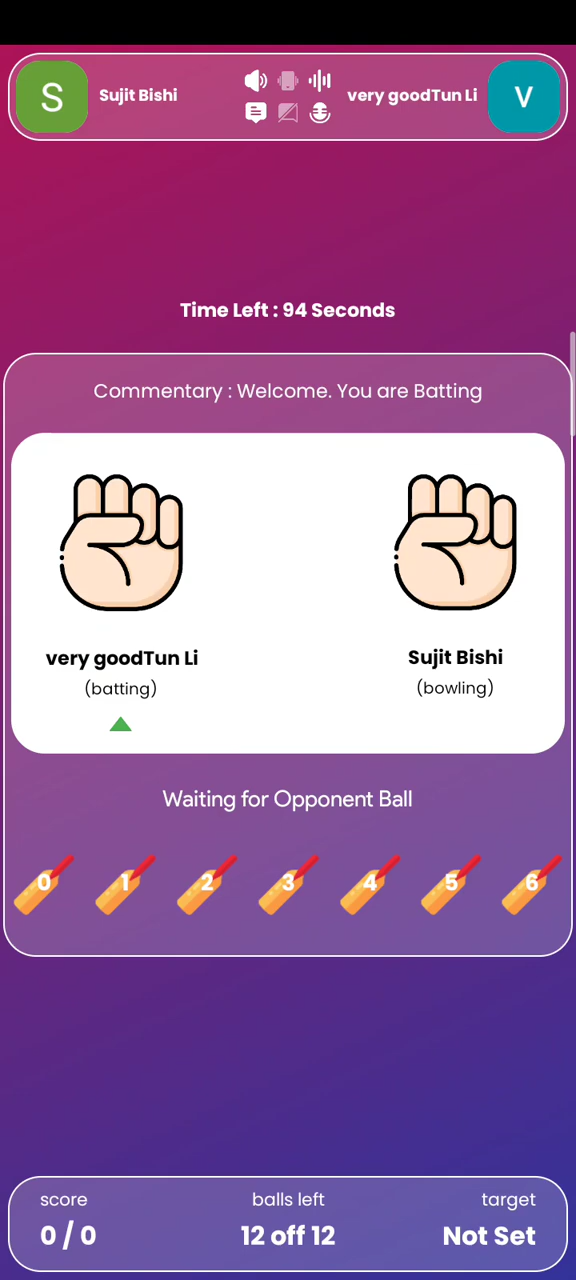 S
Sujit Bishi
very goodTun Li
V
Time Left : 94 Seconds
Commentary : Welcome. You are Batting
very goodTun Li
(batting)
Sujit Bishi
(bowling)
Waiting for Opponent Ball
0 1 2 3 4 5 6
score
0 / 0
balls left
12 off 12
target
Not Set